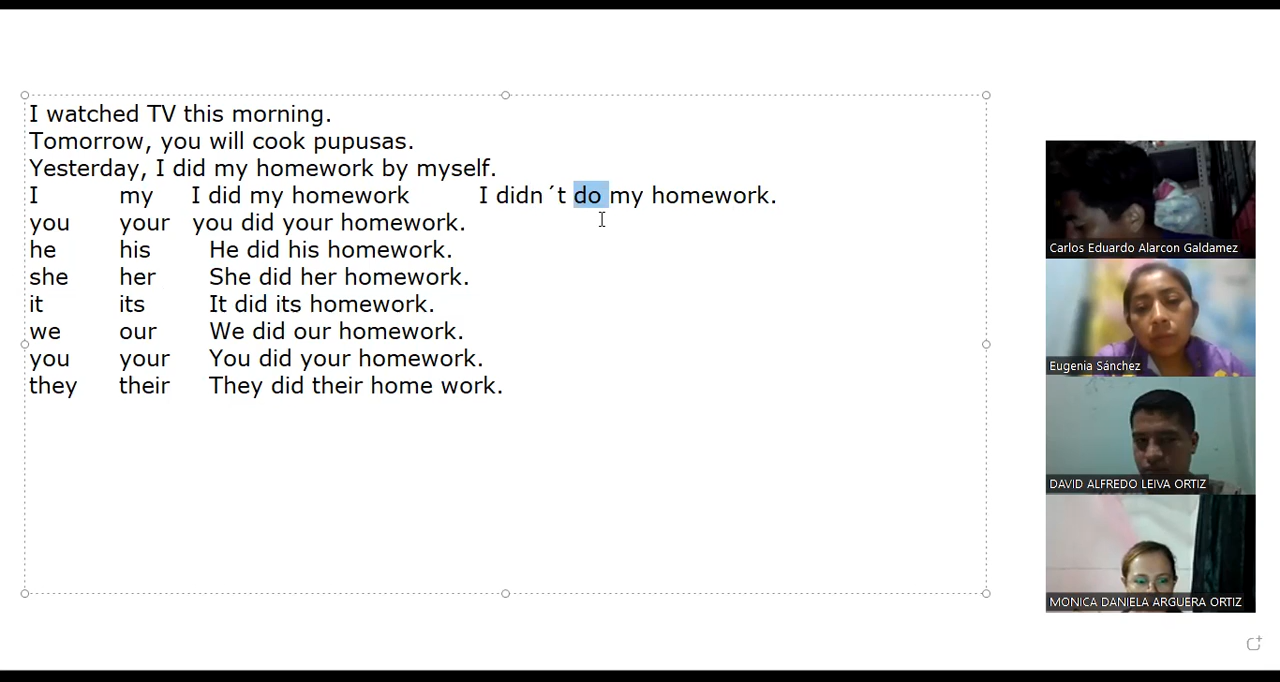 I watched TV this morning.
Tomorrow, you will cook pupusas.
Yesterday, I did my homework by myself.
I my I did my homework I didn´t do my homework.
you your you did your homework.
he his He did his homework.
she her She did her homework.
it its It did its homework.
we our We did our homework.
you your You did your homework.
they their They did their home work.
Carlos Eduardo Alarcon Galdamez
Eugenia Sánchez
DAVID ALFREDO LEIVA ORTIZ
MONICA DANIELA ARGUERA ORTIZ